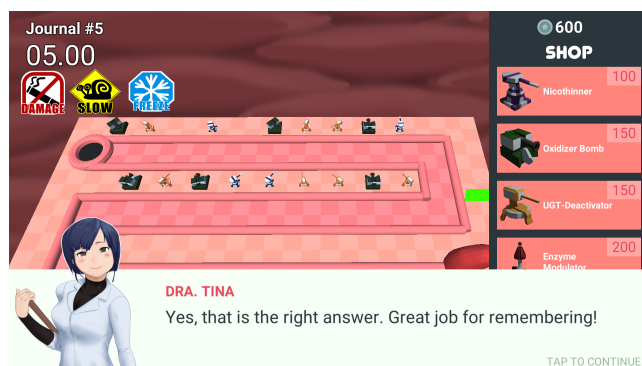 Journal #5
05.00
DAMAGE
SLOW
FREEZE
600
SHOP
100
Nicothinner
150
Oxidizer Bomb
150
UGT-Deactivator
200
Enzyme
Modulator
DRA. TINA
Yes, that is the right answer. Great job for remembering!
TAP TO CONTINUE